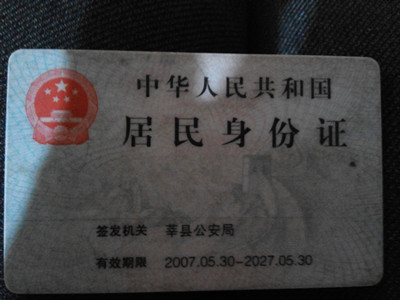 中华人民共和国
居民身份证
签发机关 莘县公安局
有效期限 2007.05.30-2027.05.30